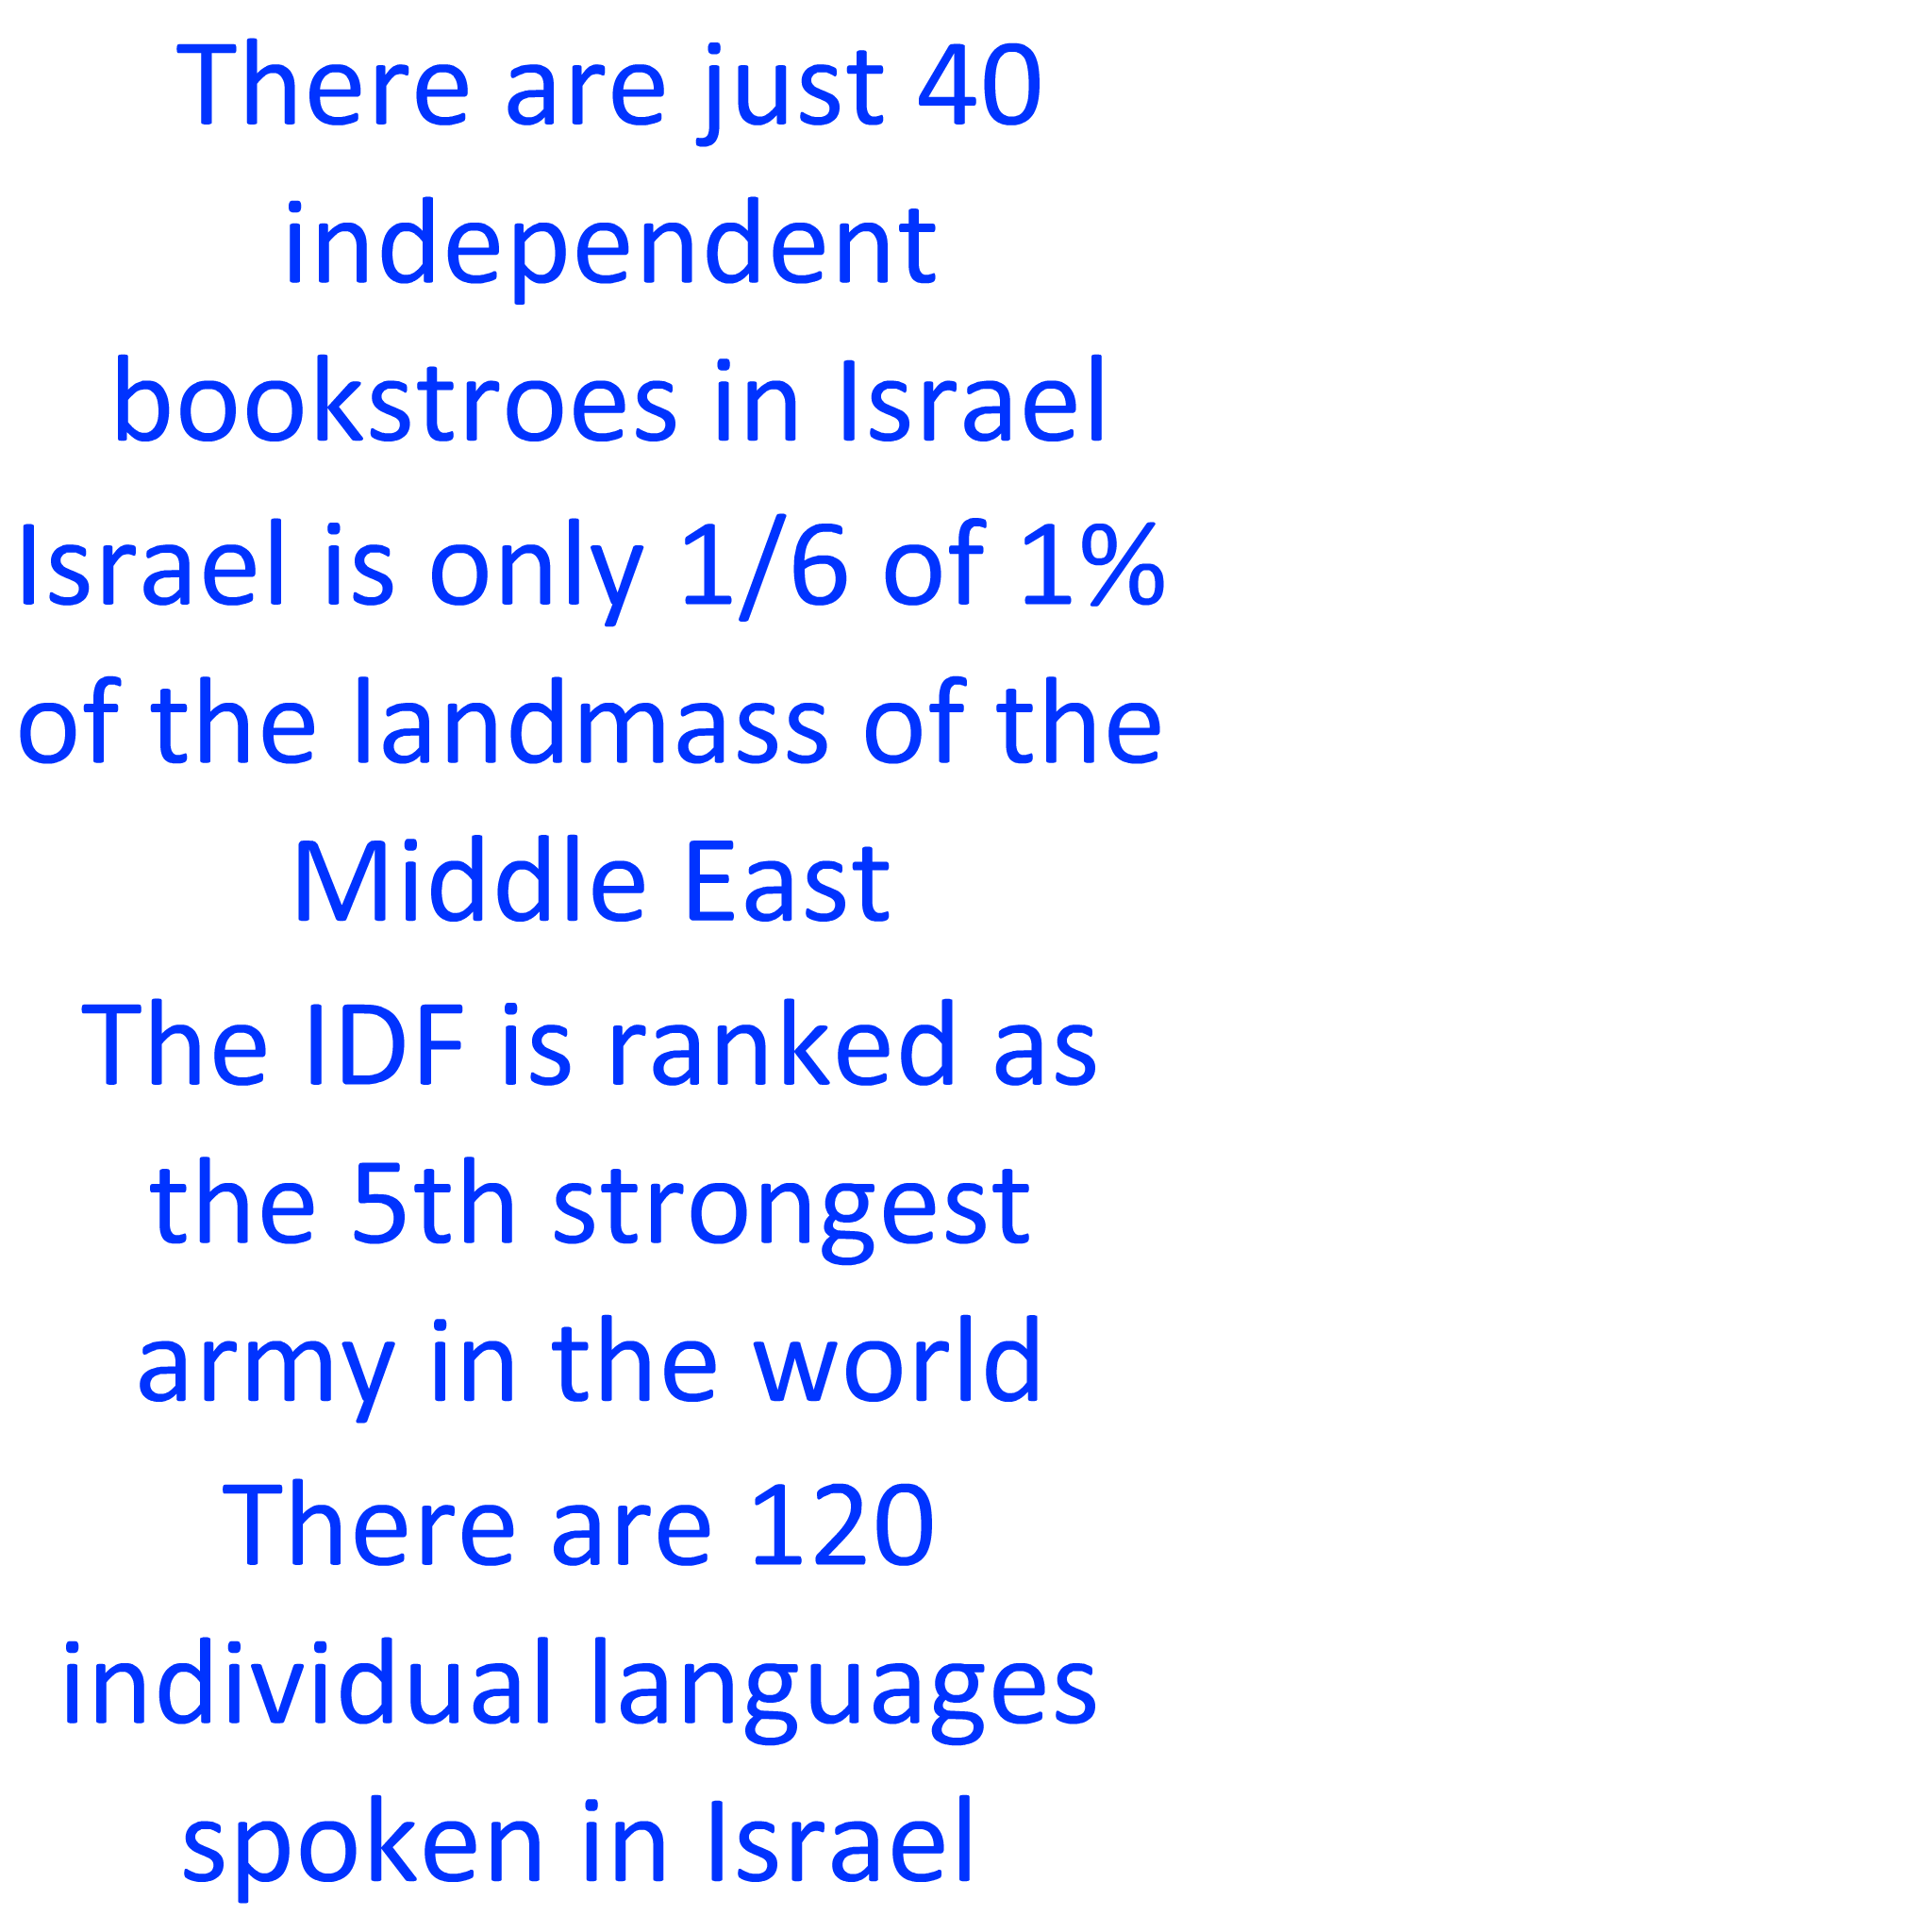 There are just 40
independent
bookstroes in Israel
Israel is only 1/6 of 1%
of the landmass of the
Middle East
The IDF is ranked as
the 5th strongest
army in the world
There are 120
individual languages
spoken in Israel